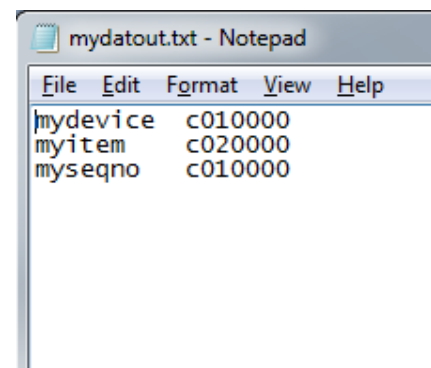 mydatout.txt - Notepad
File Edit Format View Help
mydevice  c010000
myitem    c020000
myseqno   c010000